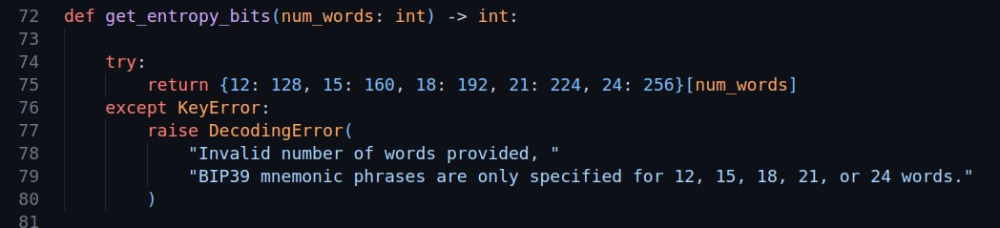 72 def get_entropy_bits(num_words: int) -> int:
73
74     try:
75         return {12: 128, 15: 160, 18: 192, 21: 224, 24: 256}[num_words]
76     except KeyError:
77         raise DecodingError(
78             "Invalid number of words provided, "
79             "BIP39 mnemonic phrases are only specified for 12, 15, 18, 21, or 24 words."
80         )
81